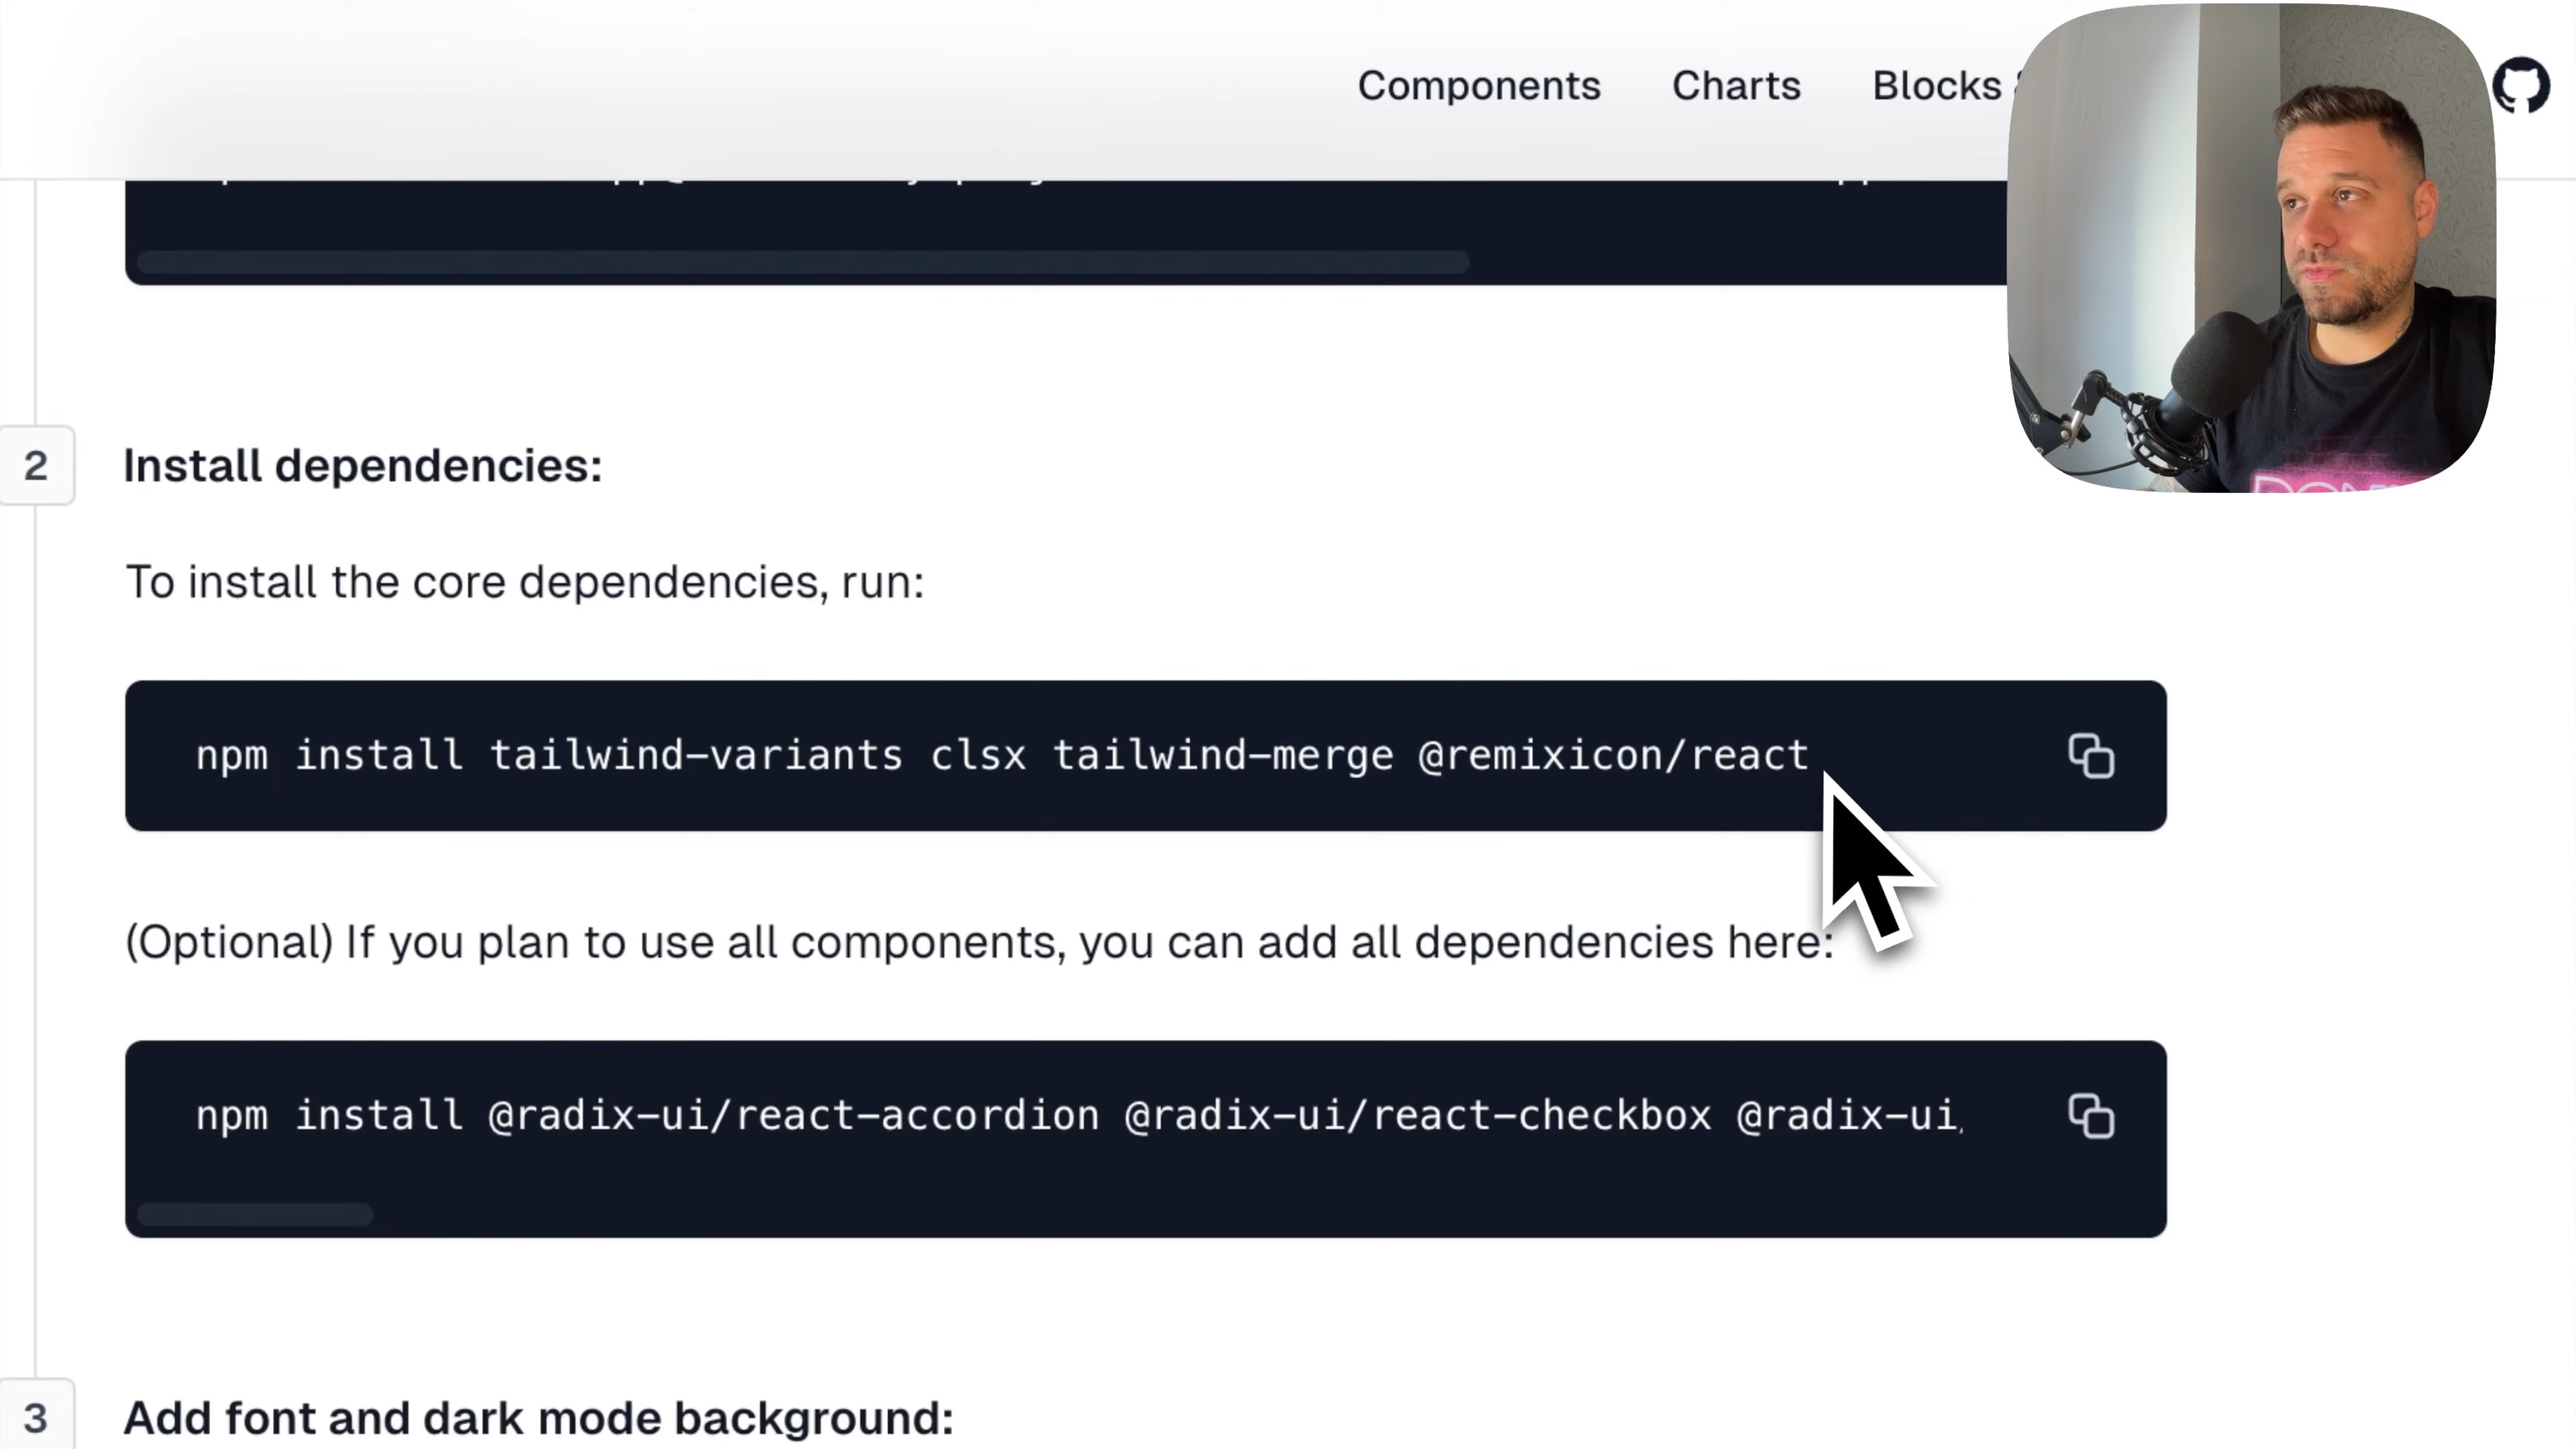 Components Charts Blocks
2 Install dependencies:
To install the core dependencies, run:
npm install tailwind-variants clsx tailwind-merge @remixicon/react
(Optional) If you plan to use all components, you can add all dependencies here:
npm install @radix-ui/react-accordion @radix-ui/react-checkbox @radix-ui/
3 Add font and dark mode background: